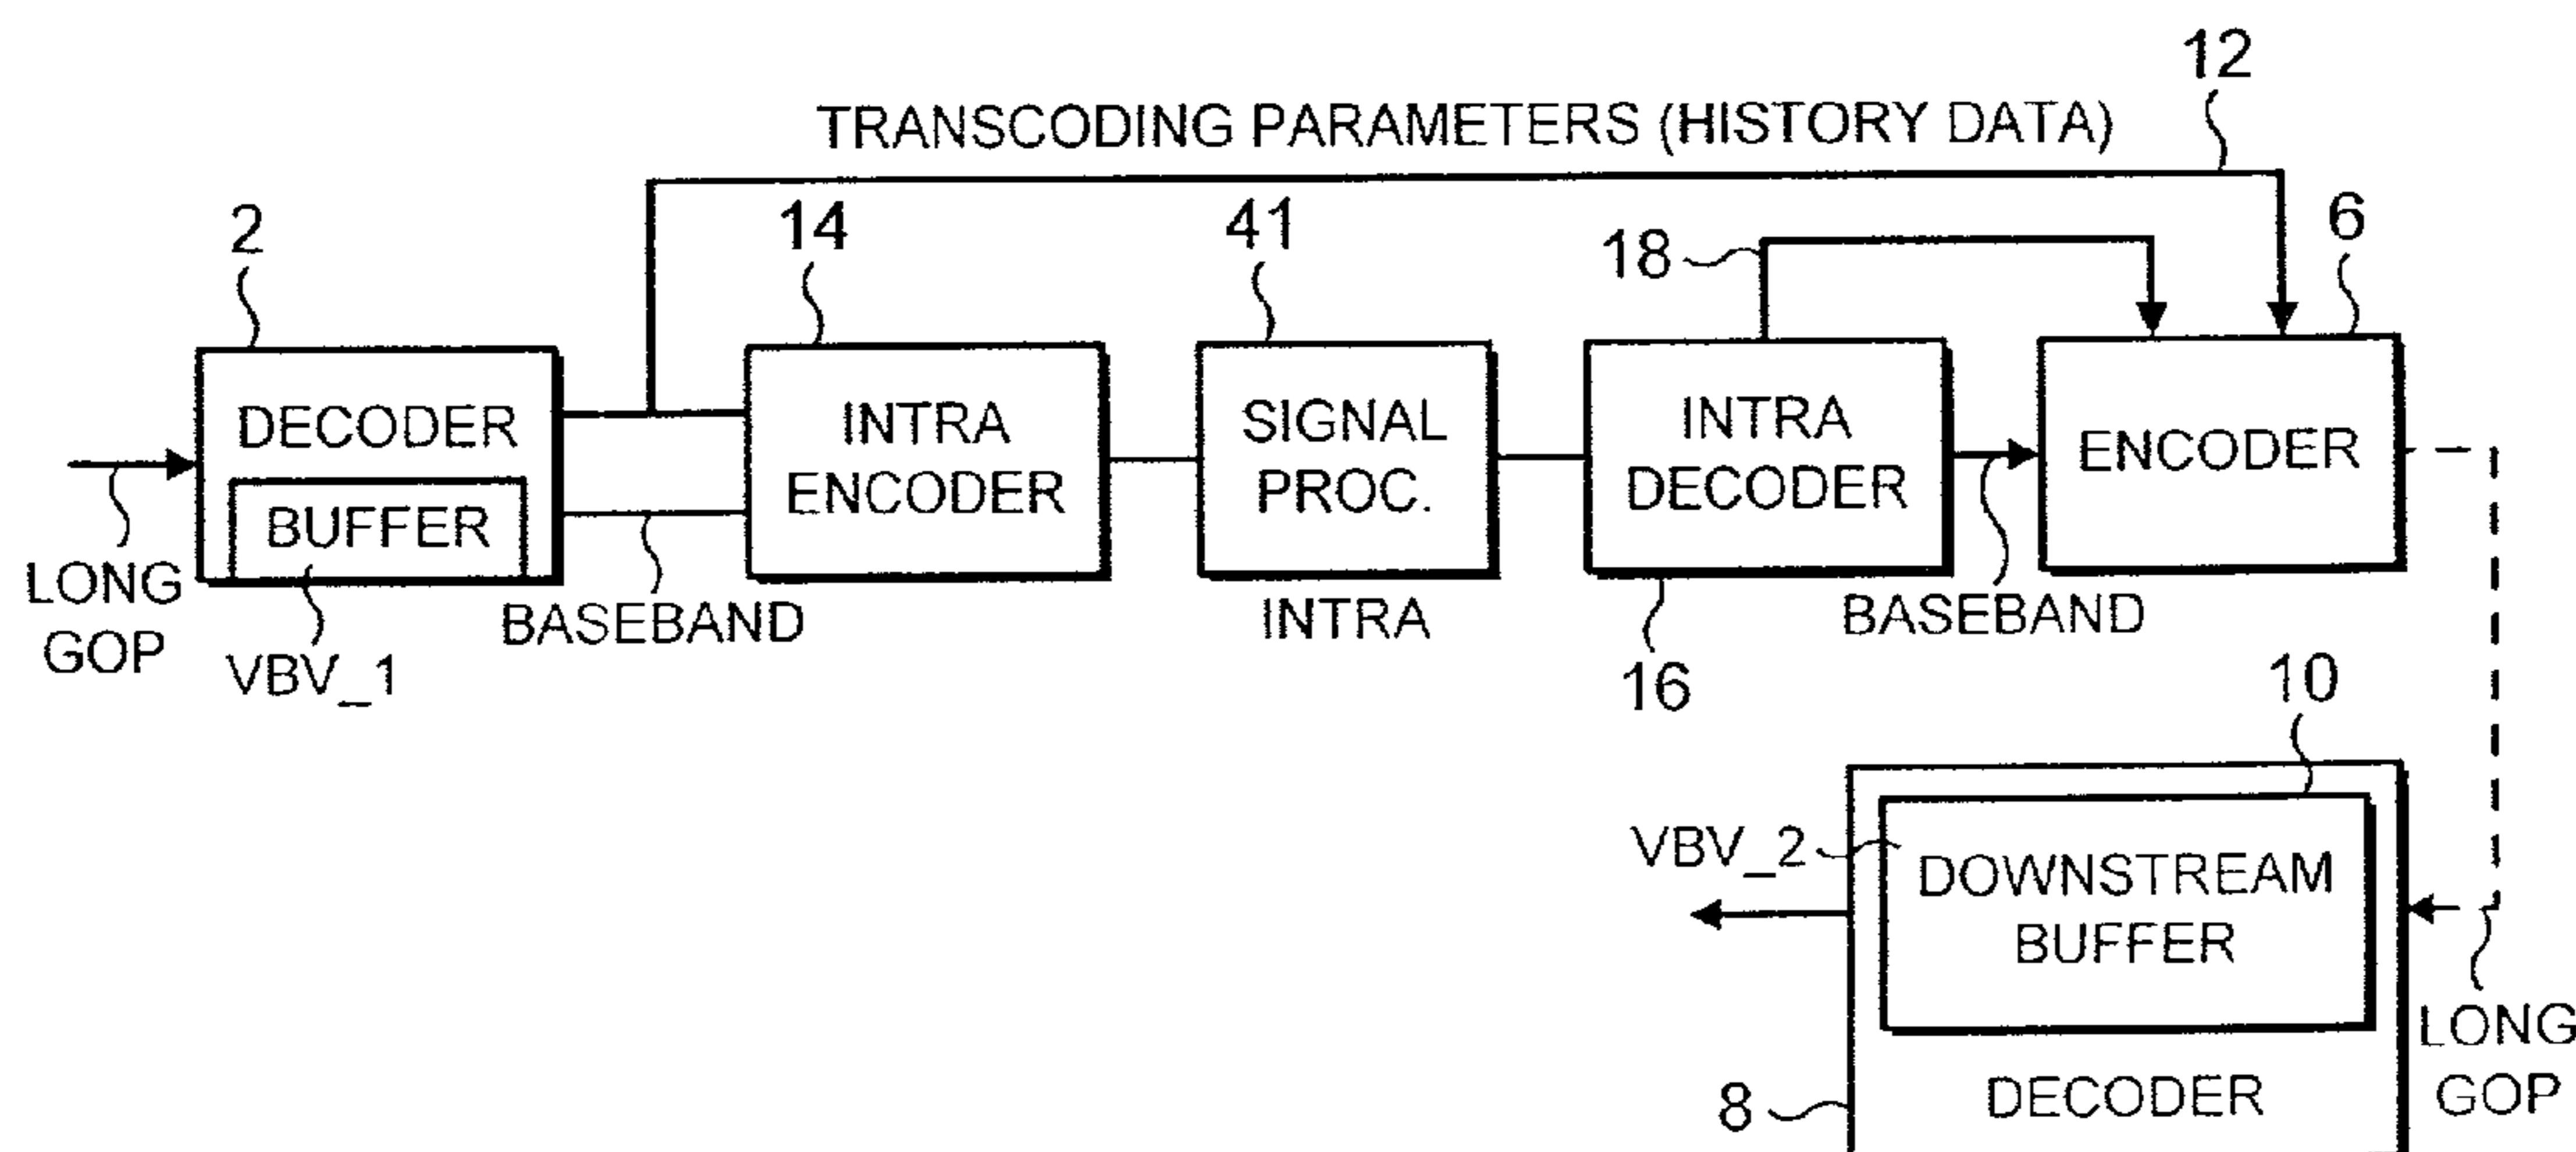 12
TRANSCODING PARAMETERS (HISTORY DATA)
2
14
41
18
6
DECODER
BUFFER
INTRA
ENCODER
SIGNAL
PROC.
INTRA
DECODER
ENCODER
LONG
GOP
VBV_1
BASEBAND
INTRA
16
BASEBAND
10
VBV_2
DOWNSTREAM
BUFFER
8
DECODER
LONG
GOP